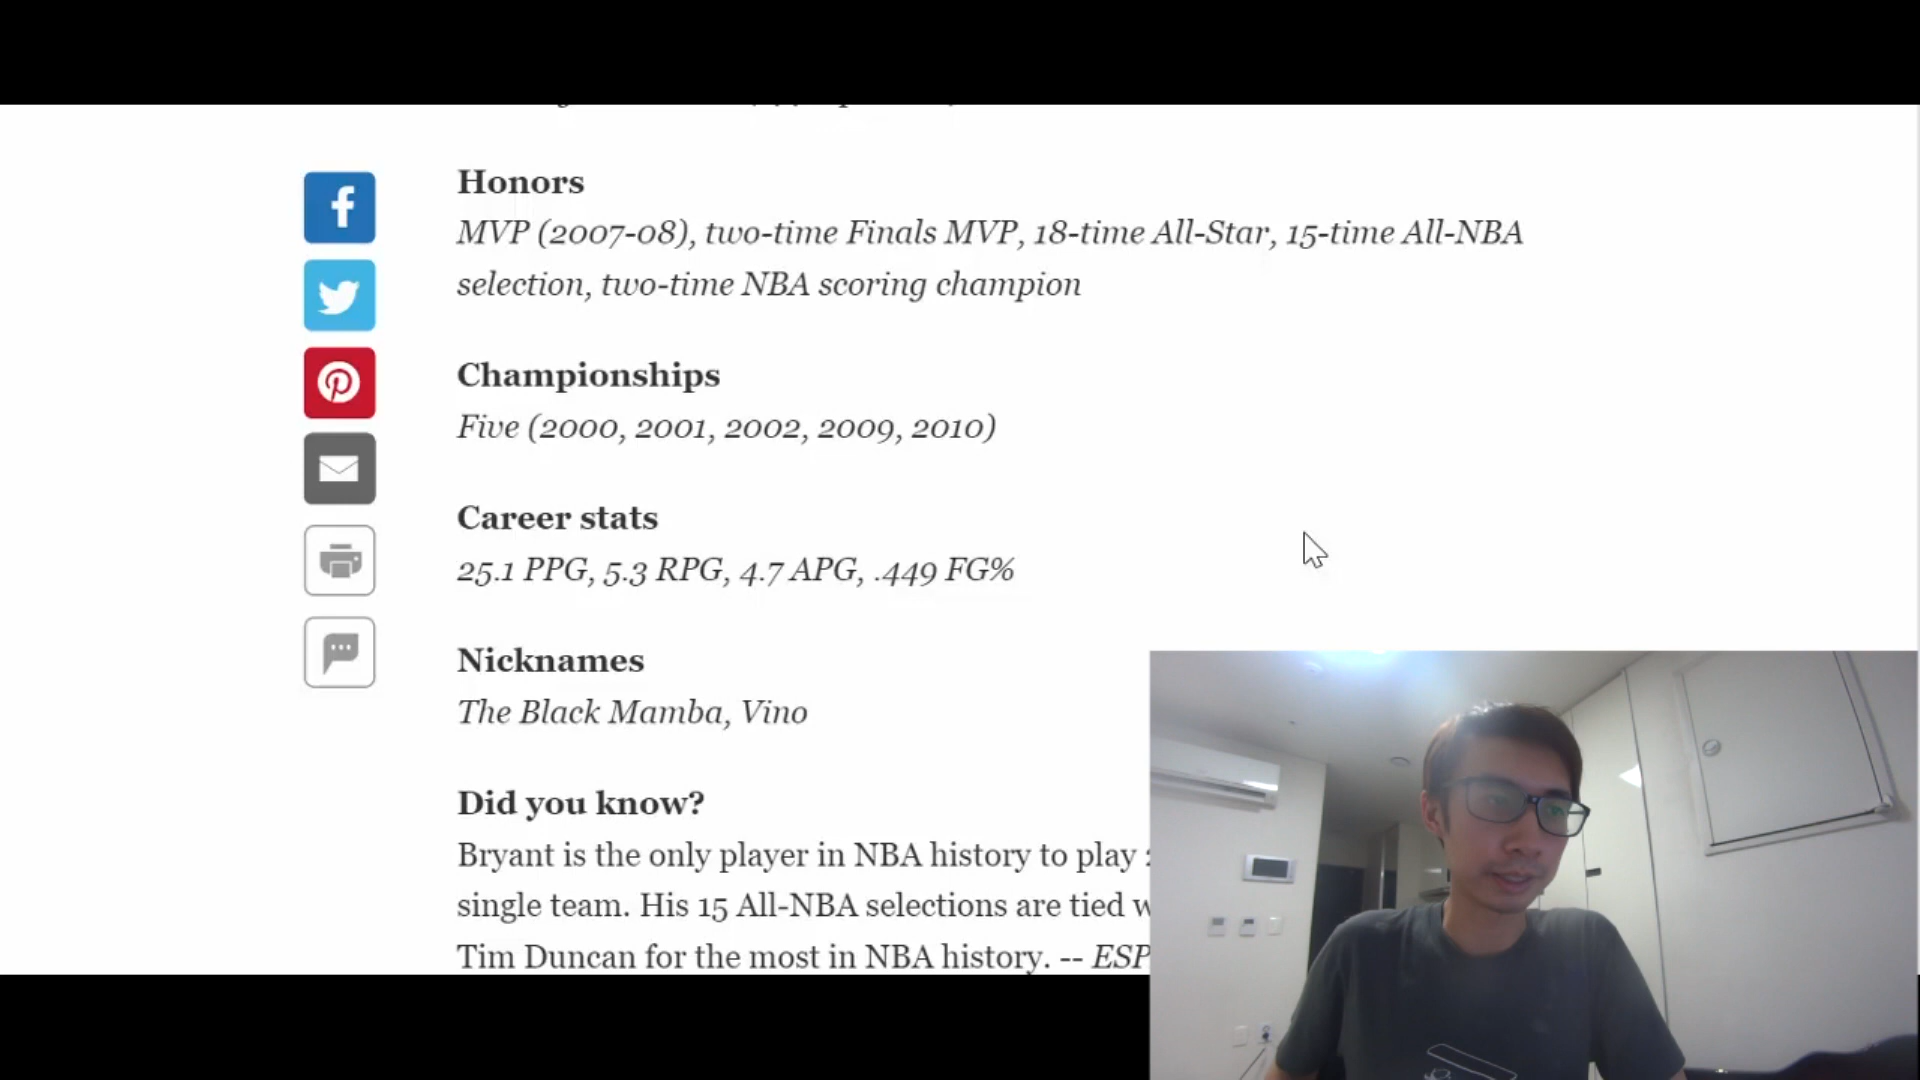 Honors
MVP (2007-08), two-time Finals MVP, 18-time All-Star, 15-time All-NBA
selection, two-time NBA scoring champion
Championships
Five (2000, 2001, 2002, 2009, 2010)
Career stats
25.1 PPG, 5.3 RPG, 4.7 APG, .449 FG%
Nicknames
The Black Mamba, Vino
Did you know?
Bryant is the only player in NBA history to play
single team. His 15 All-NBA selections are tied
Tim Duncan for the most in NBA history. --